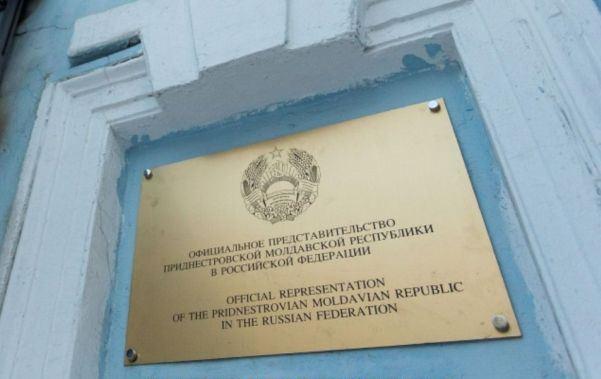 ОФИЦИАЛЬНОЕ ПРЕДСТАВИТЕЛЬСТВО
ПРИДНЕСТРОВСКОЙ МОЛДАВСКОЙ РЕСПУБЛИКИ
В РОССИЙСКОЙ ФЕДЕРАЦИИ
OFFICIAL REPRESENTATION
OF THE PRIDNESTROVIAN MOLDAVIAN REPUBLIC
IN THE RUSSIAN FEDERATION